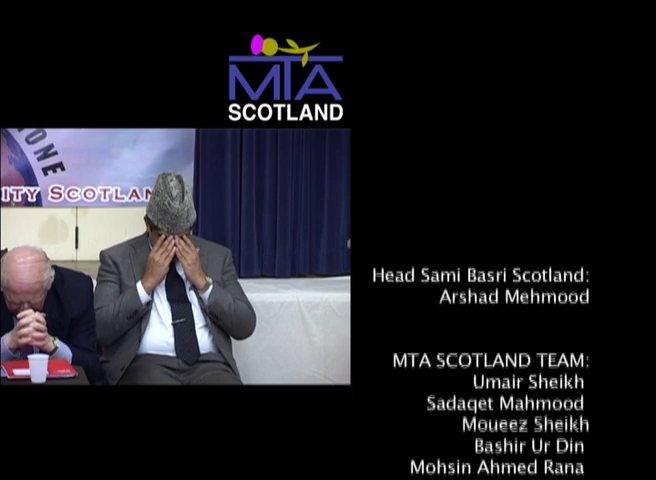 MTA
SCOTLAND
ONE
ITY SCOTLAN
Head Sami Basri Scotland:
Arshad Mehmood
MTA SCOTLAND TEAM:
Umair Sheikh
Sadaqet Mahmood
Moueez Sheikh
Bashir Ur Din
Mohsin Ahmed Rana